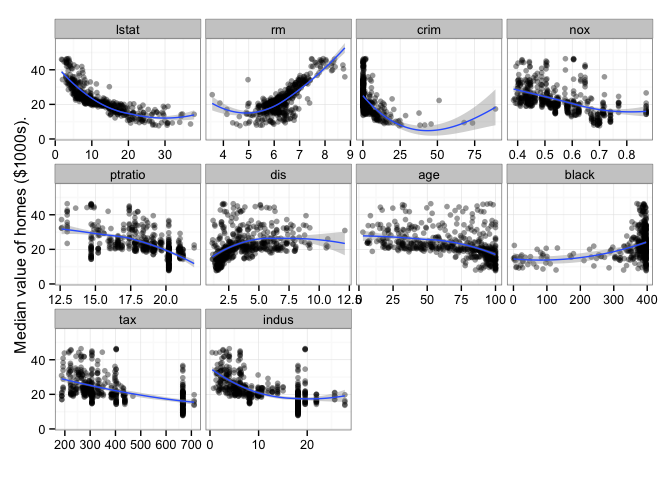 lstat rm crim nox
40
20
0
0 10 20 30 4 5 6 7 8 9 0 25 50 75 0.4 0.5 0.6 0.7 0.8
ptratio dis age black
Median value of homes ($1000s).
40
20
0
12.5 15.0 17.5 20.0 2.5 5.0 7.5 10.0 12.5 0 25 50 75 100 0 100 200 300 400
tax indus
40
20
0
200 300 400 500 600 700 0 10 20